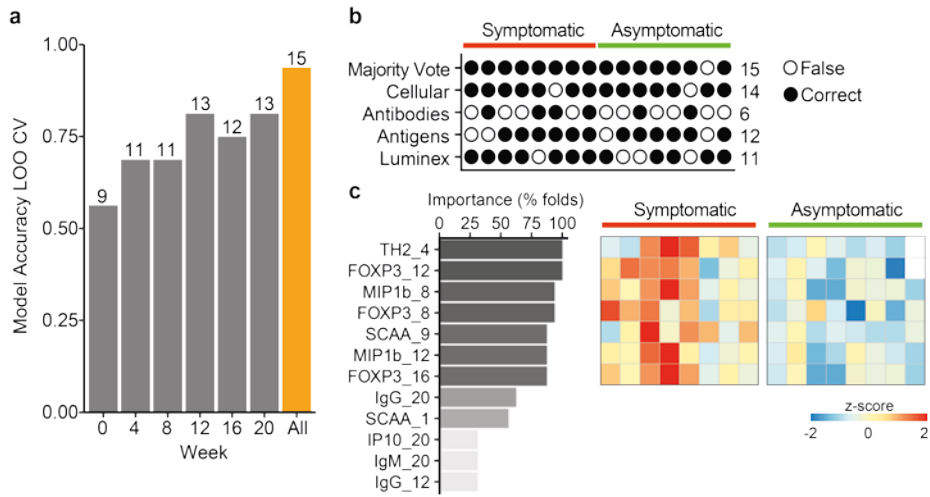 a
1.00
0.75
0.50
0.25
0.00
Model Accuracy LOO CV
9
11
11
13
12
13
15
0 4 8 12 16 20 All
Week
b
Symptomatic Asymptomatic
Majority Vote 15
Cellular 14
Antibodies 6
Antigens 12
Luminex 11
False
Correct
c
Importance (% folds)
0 25 50 75 100
TH2_4
FOXP3_12
MIP1b_8
FOXP3_8
SCAA_9
MIP1b_12
FOXP3_16
IgG_20
SCAA_1
IP10_20
IgM_20
IgG_12
Symptomatic Asymptomatic
z-score
-2 0 2